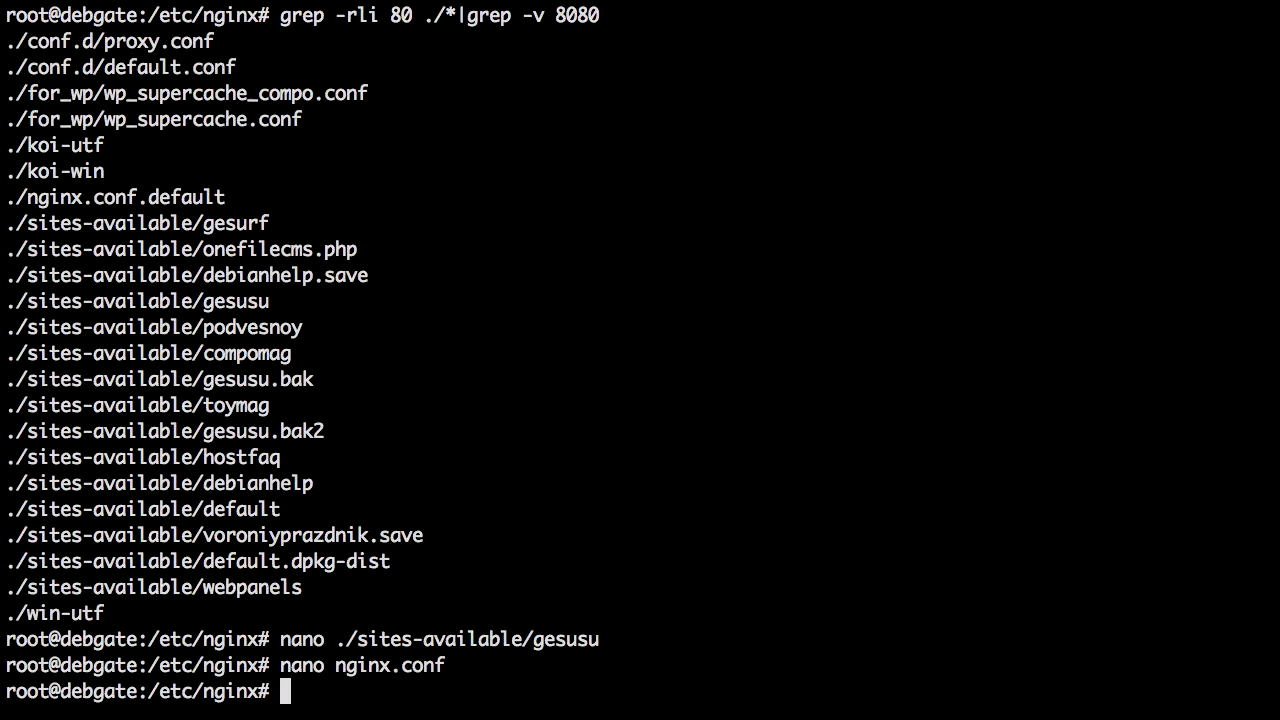 root@debgate:/etc/nginx# grep -rli 80 ./*|grep -v 8080
./conf.d/proxy.conf
./conf.d/default.conf
./for_wp/wp_supercache_compo.conf
./for_wp/wp_supercache.conf
./koi-utf
./koi-win
./nginx.conf.default
./sites-available/gesurf
./sites-available/onefilecms.php
./sites-available/debianhelp.save
./sites-available/gesusu
./sites-available/podvesnoy
./sites-available/compomag
./sites-available/gesusu.bak
./sites-available/toymag
./sites-available/gesusu.bak2
./sites-available/hostfaq
./sites-available/debianhelp
./sites-available/default
./sites-available/voroniyprazdnik.save
./sites-available/default.dpkg-dist
./sites-available/webpanels
./win-utf
root@debgate:/etc/nginx# nano ./sites-available/gesusu
root@debgate:/etc/nginx# nano nginx.conf
root@debgate:/etc/nginx#